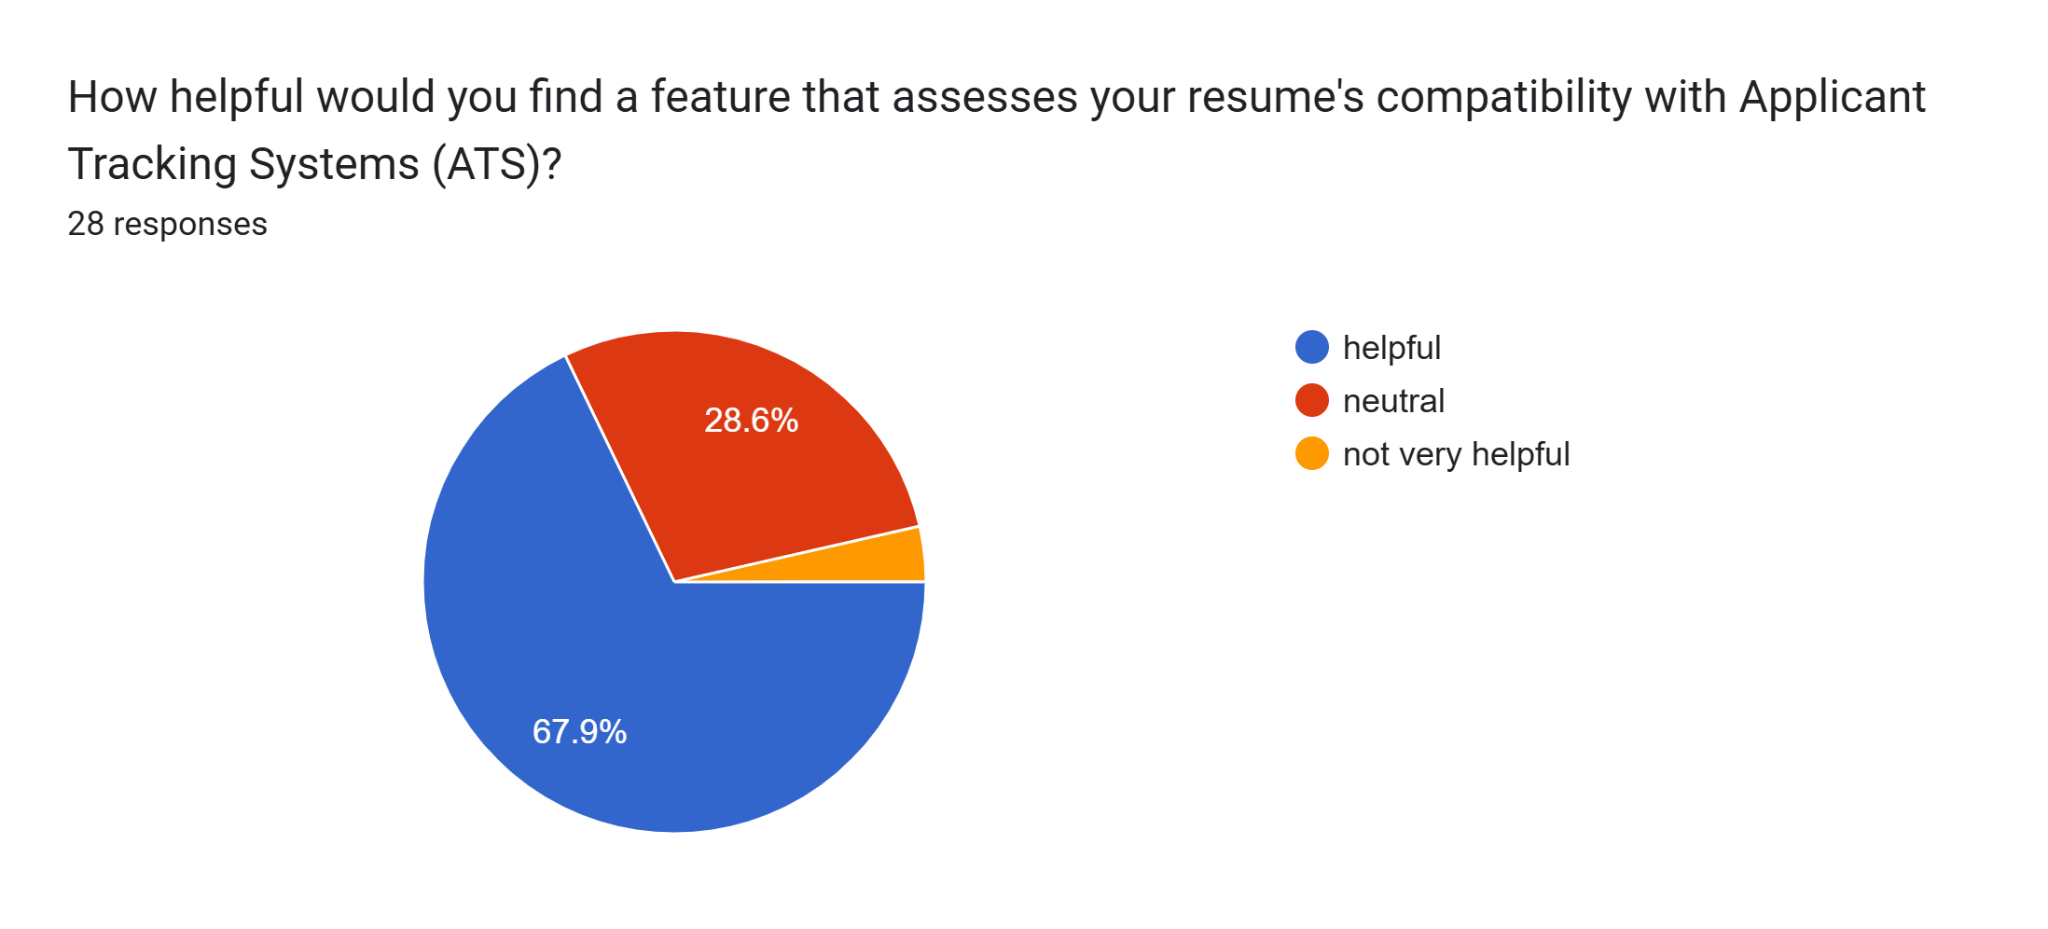 How helpful would you find a feature that assesses your resume's compatibility with Applicant
Tracking Systems (ATS)?
28 responses
helpful
neutral
not very helpful
28.6%
67.9%